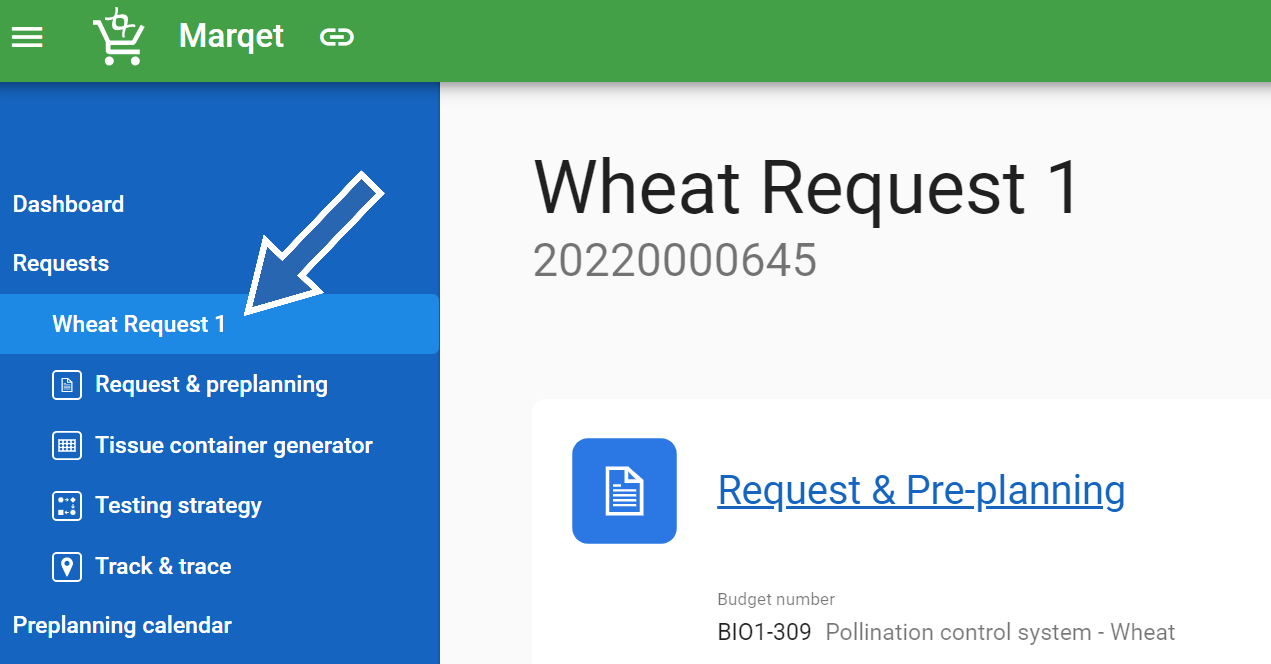 Marqet
Dashboard
Requests
Wheat Request 1
Request & preplanning
Tissue container generator
Testing strategy
Track & trace
Preplanning calendar
Wheat Request 1
20220000645
Request & Pre-planning
Budget number
BIO1-309 Pollination control system - Wheat